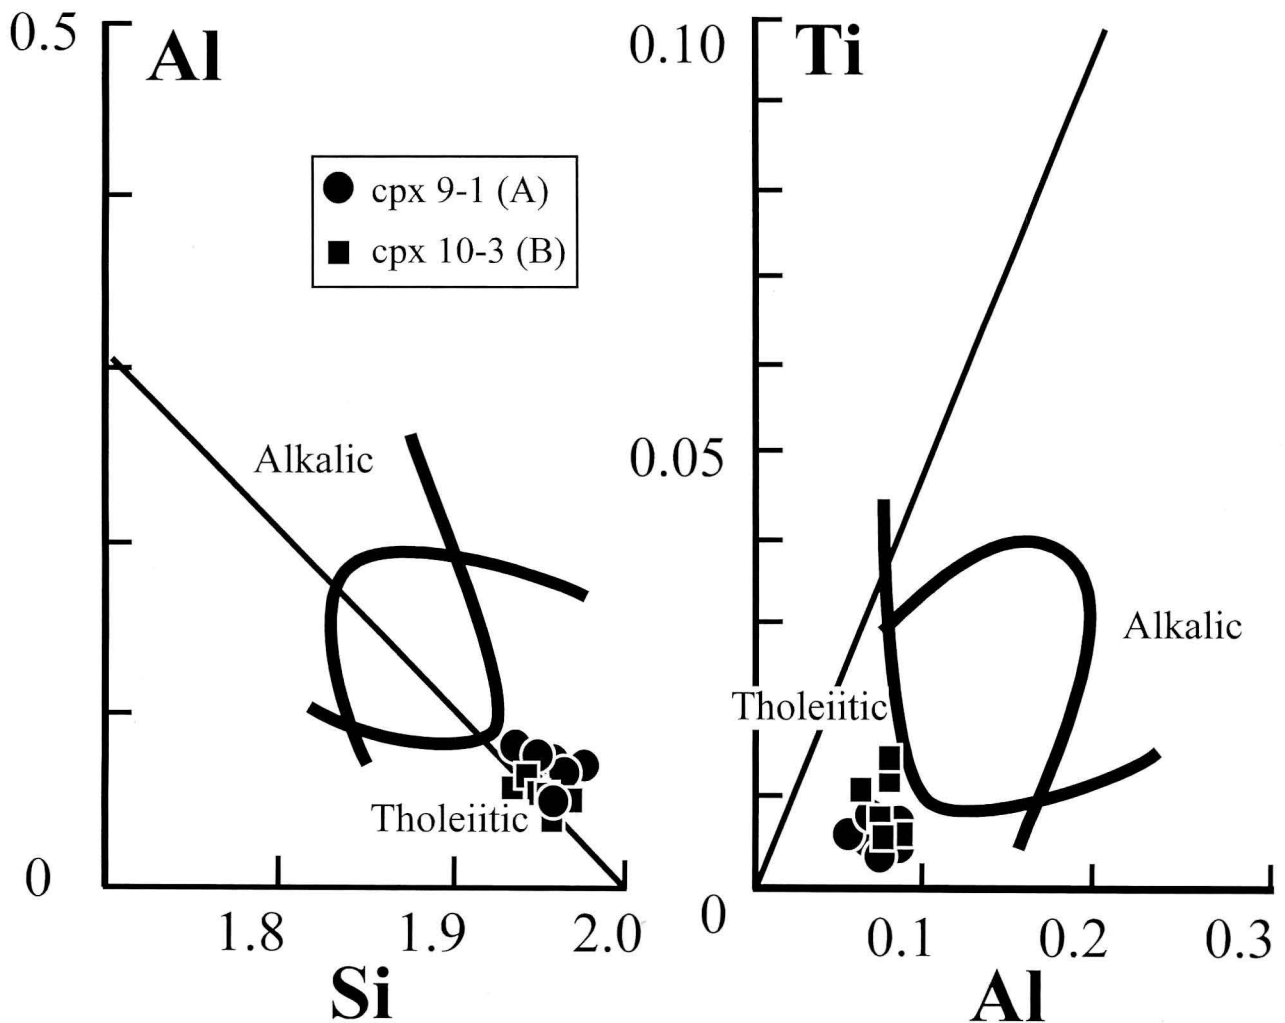 0.5
Al
cpx 9-1 (A)
cpx 10-3 (B)
Alkalic
Tholeiitic
0
1.8
1.9
2.0
Si
0.10
Ti
0.05
Alkalic
Tholeiitic
0
0.1
0.2
0.3
Al